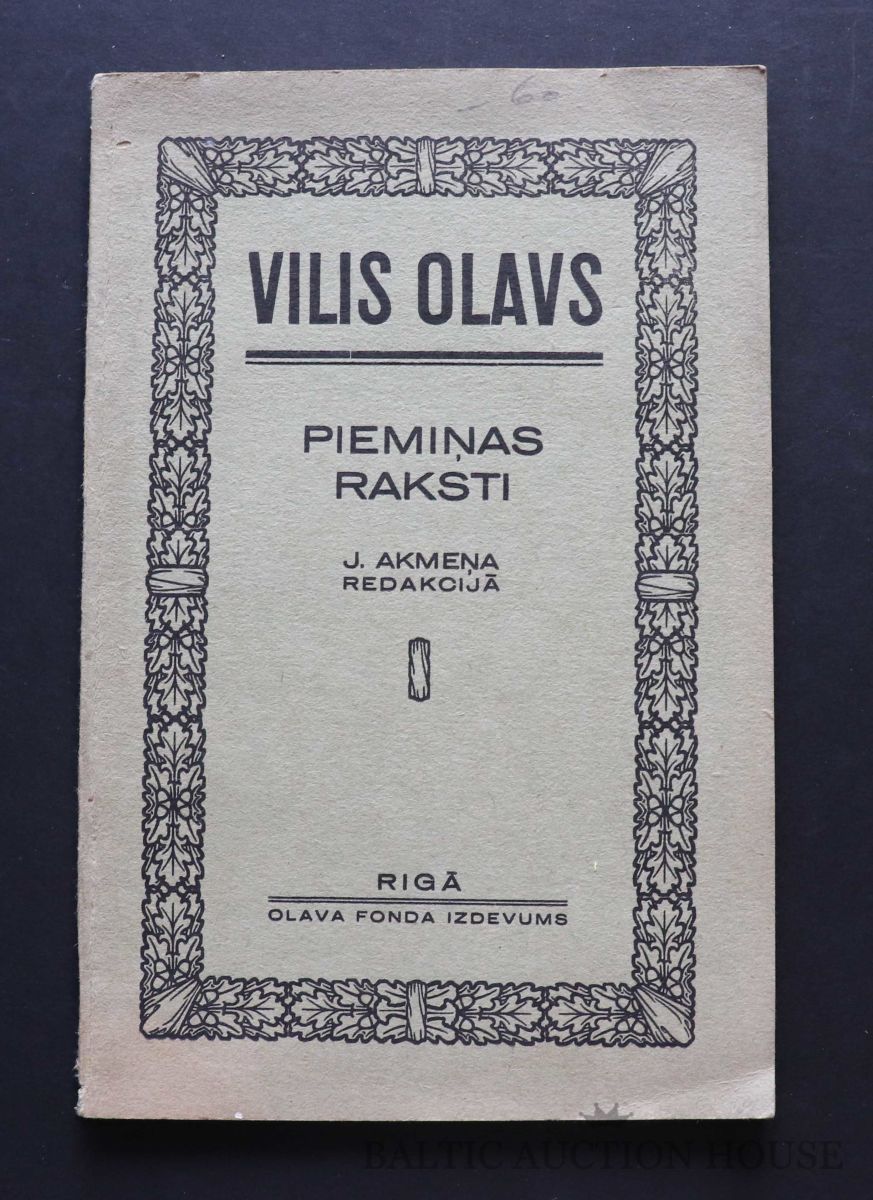 - 60
VILIS OLAVS
PIEMIŅAS
RAKSTI
J. AKMEŅA
REDAKCIJĀ
RIGĀ
OLAVA FONDA IZDEVUMS
BALTIC AUCTION HOUSE